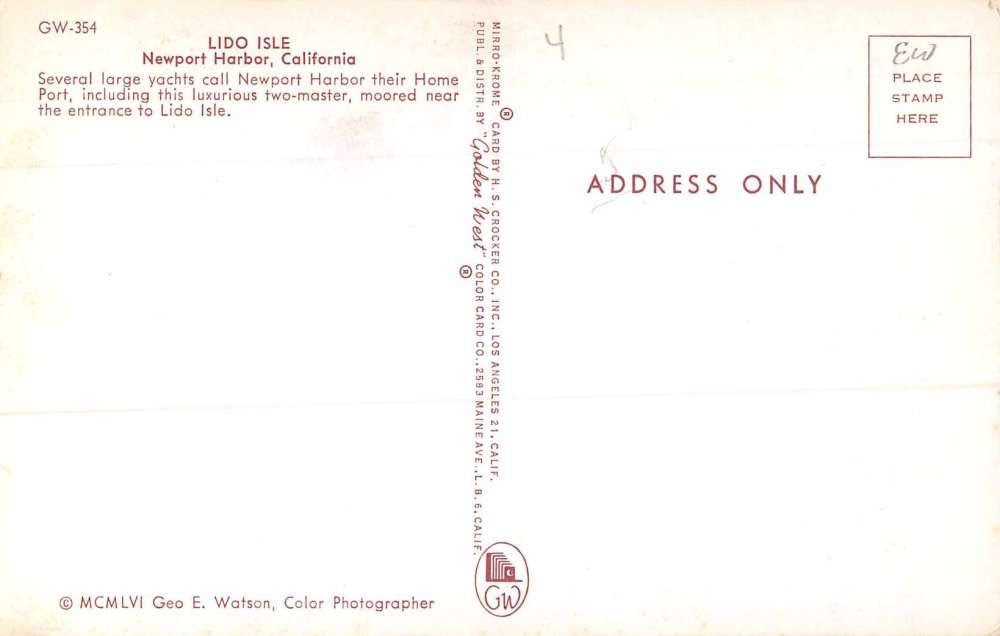 GW-354
LIDO ISLE
Newport Harbor, California
Several large yachts call Newport Harbor their Home
Port, including this luxurious two-master, moored near
the entrance to Lido Isle.
MIRRO-KROME ® CARD BY H. S. CROCKER CO., INC., LOS ANGELES 21, CALIF.
PUBL. & DISTR. BY "Golden West" ® COLOR CARD CO., 2583 MAINE AVE., L. B. 6, CALIF.
4
EW
PLACE
STAMP
HERE
ADDRESS ONLY
GW
© MCMLVI Geo E. Watson, Color Photographer